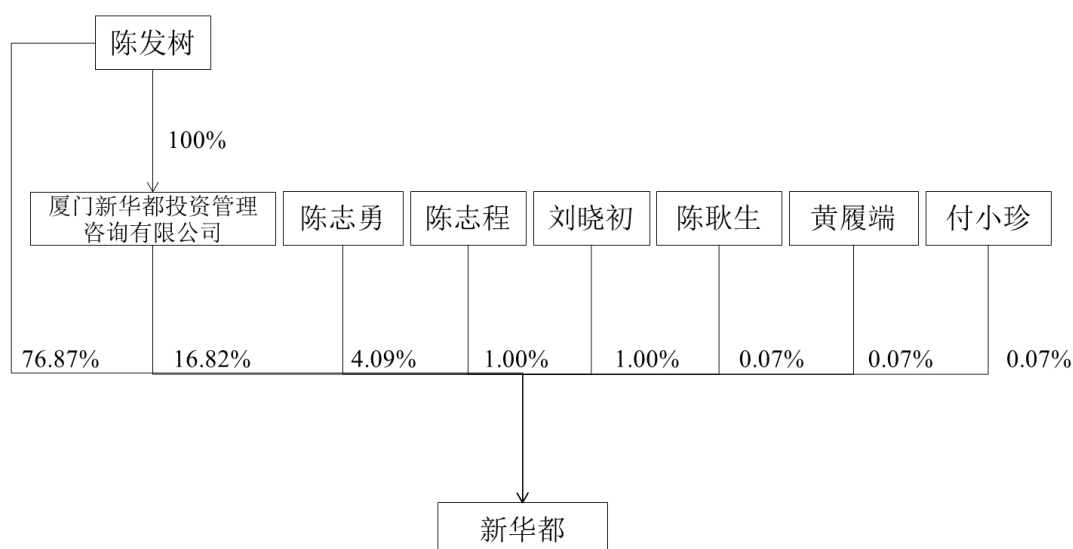 陈发树
100%
厦门新华都投资管理
咨询有限公司
陈志勇
陈志程
刘晓初
陈耿生
黄履端
付小珍
76.87%
16.82%
4.09%
1.00%
1.00%
0.07%
0.07%
0.07%
新华都